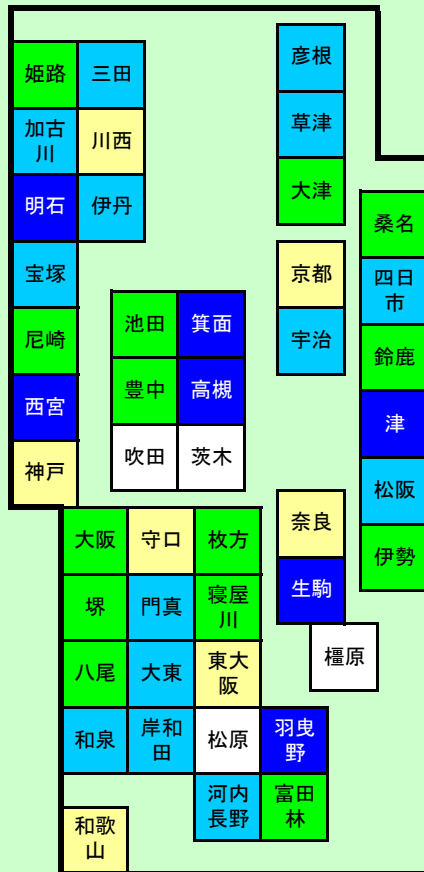 姫路
三田
加古
川
川西
明石
伊丹
宝塚
尼崎
西宮
神戸
彦根
草津
大津
京都
宇治
桑名
四日
市
鈴鹿
津
松阪
伊勢
池田
箕面
豊中
高槻
吹田
茨木
奈良
生駒
橿原
大阪
守口
枚方
堺
門真
寝屋
川
八尾
大東
東大
阪
和泉
岸和
田
松原
羽曳
野
河内
長野
富田
林
和歌
山